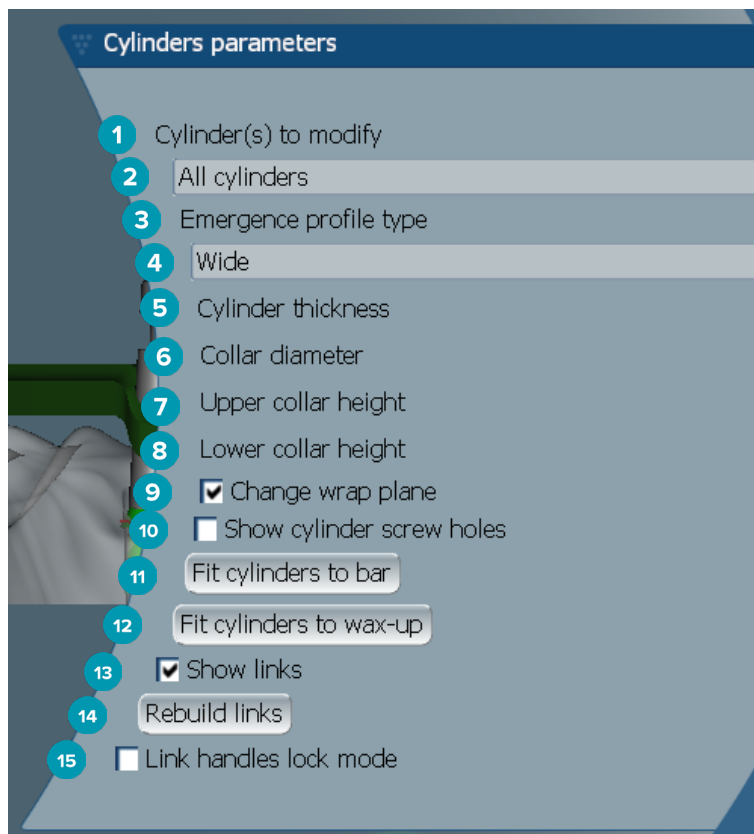 Cylinders parameters
1 Cylinder(s) to modify
2 All cylinders
3 Emergence profile type
4 Wide
5 Cylinder thickness
6 Collar diameter
7 Upper collar height
8 Lower collar height
9 Change wrap plane
10 Show cylinder screw holes
11 Fit cylinders to bar
12 Fit cylinders to wax-up
13 Show links
14 Rebuild links
15 Link handles lock mode